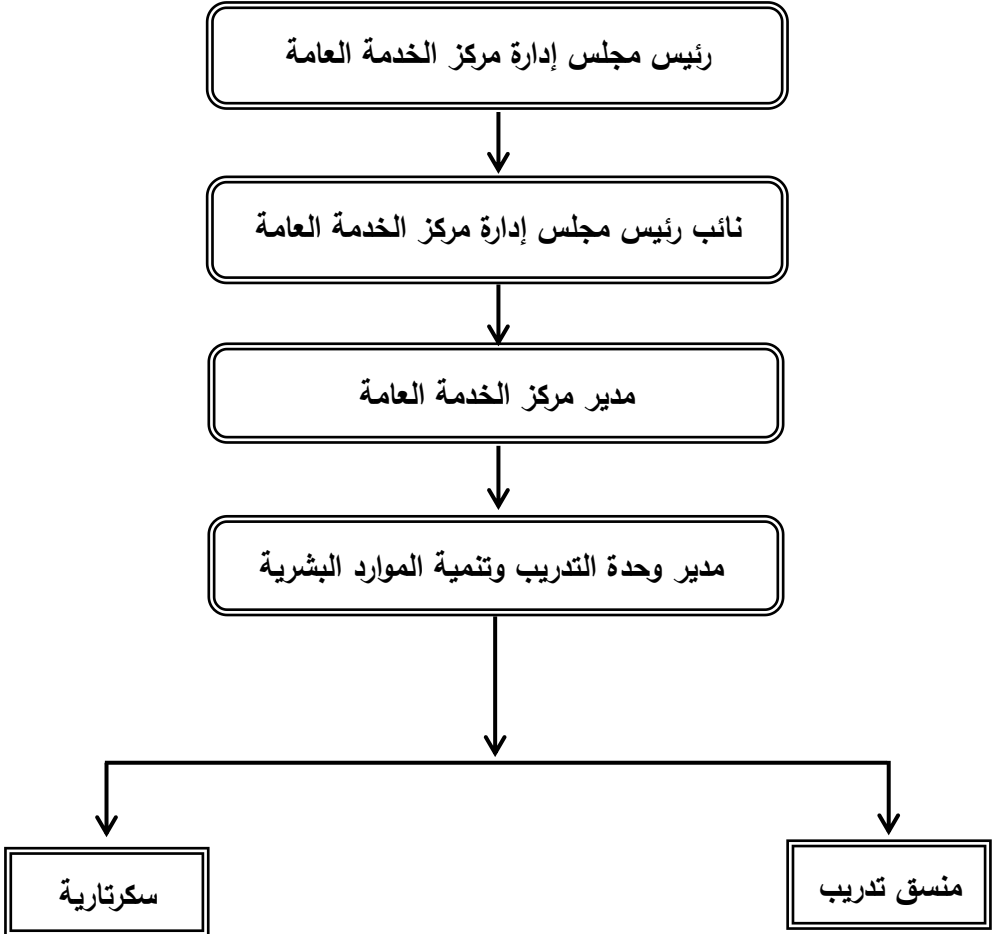 رئيس مجلس إدارة مركز الخدمة العامة
نائب رئيس مجلس إدارة مركز الخدمة العامة
مدير مركز الخدمة العامة
مدير وحدة التدريب وتنمية الموارد البشرية
منسق تدريب
سكرتارية